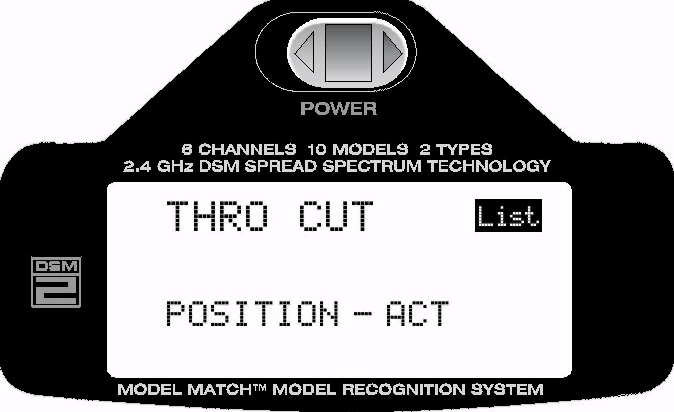 POWER
6 CHANNELS 10 MODELS 2 TYPES
2.4 GHz DSM SPREAD SPECTRUM TECHNOLOGY
THRO CUT List
DSM
2
POSITION – ACT
MODEL MATCH™ MODEL RECOGNITION SYSTEM